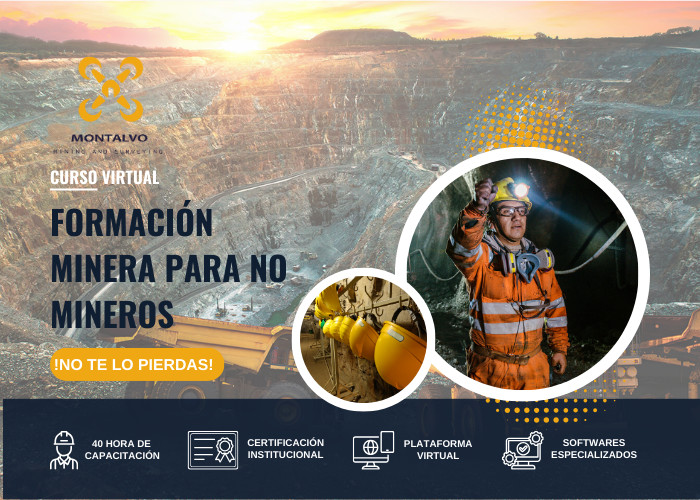 MONTALVO
MINING AND SURVEYING
CURSO VIRTUAL
FORMACIÓN
MINERA PARA NO
MINEROS
!NO TE LO PIERDAS!
40 HORA DE
CAPACITACIÓN
CERTIFICACIÓN
INSTITUCIONAL
PLATAFORMA
VIRTUAL
SOFTWARES
ESPECIALIZADOS